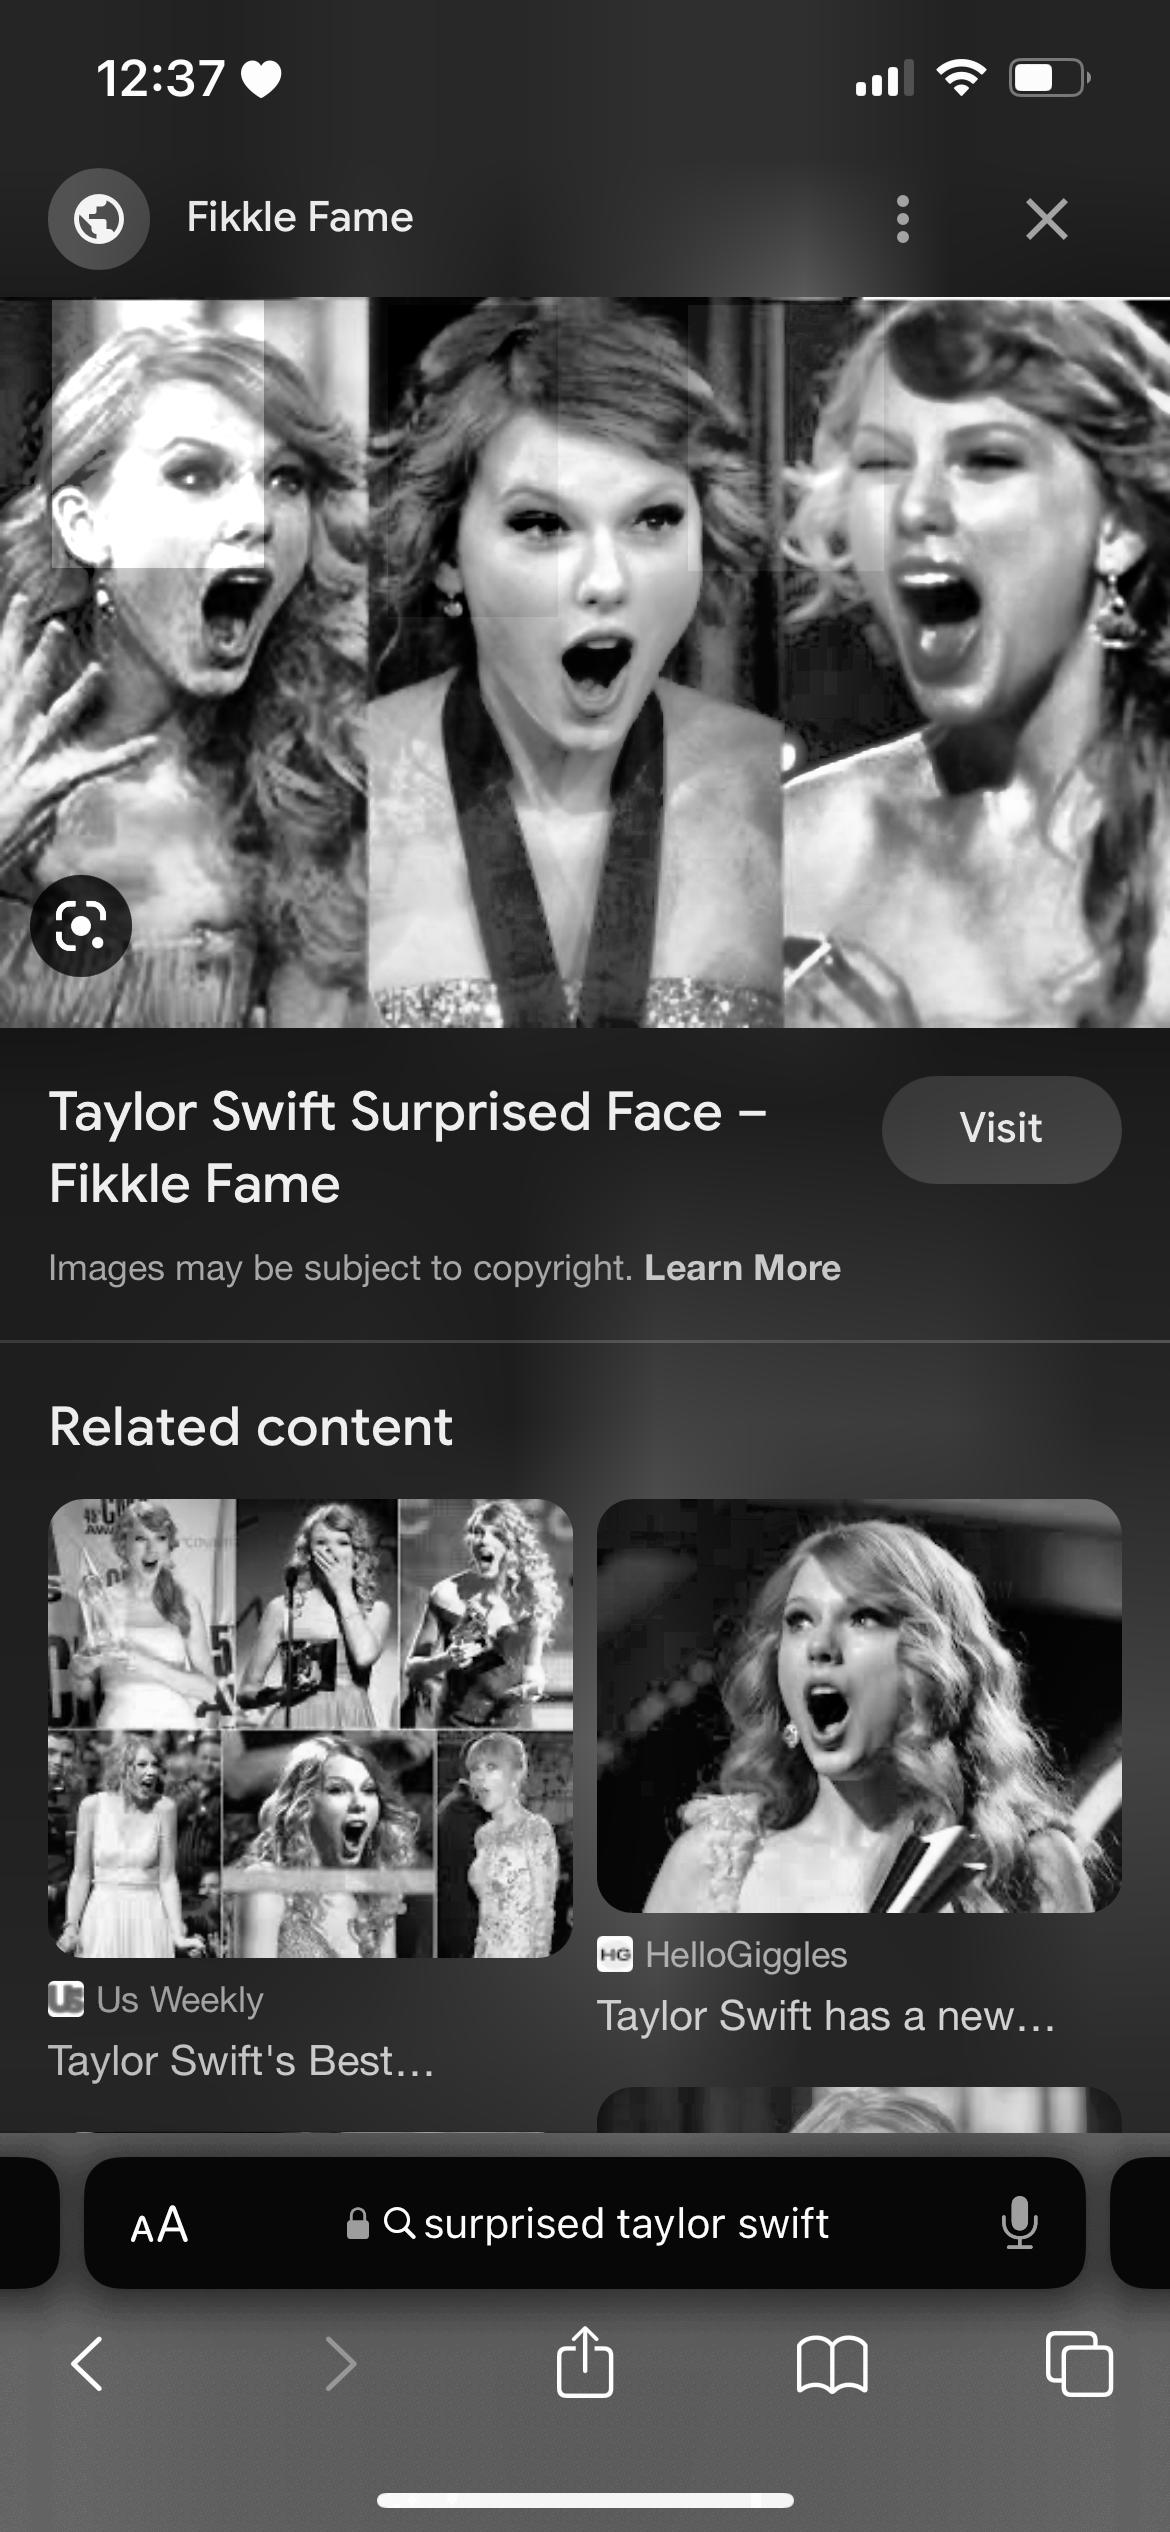 12:37
Fikkle Fame
Taylor Swift Surprised Face –
Fikkle Fame
Visit
Images may be subject to copyright. Learn More
Related content
Us Weekly
Taylor Swift's Best...
HG HelloGiggles
Taylor Swift has a new...
AA surprised taylor swift